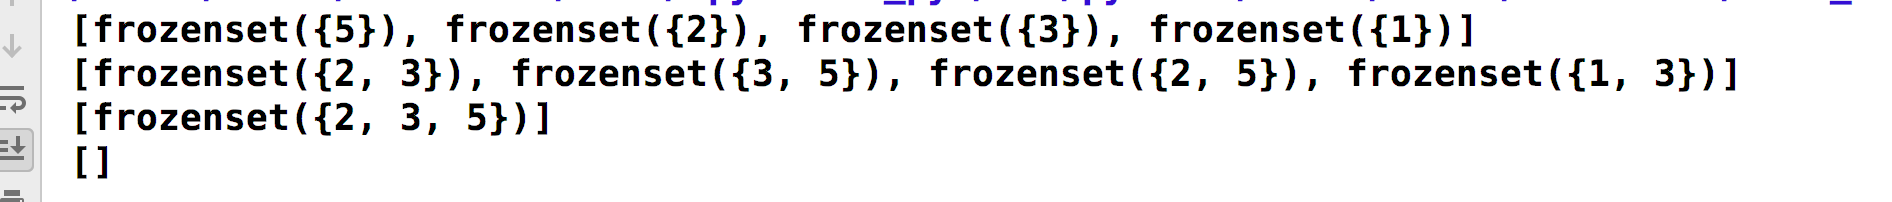 [frozenset({5}), frozenset({2}), frozenset({3}), frozenset({1})]
[frozenset({2, 3}), frozenset({3, 5}), frozenset({2, 5}), frozenset({1, 3})]
[frozenset({2, 3, 5})]
[]